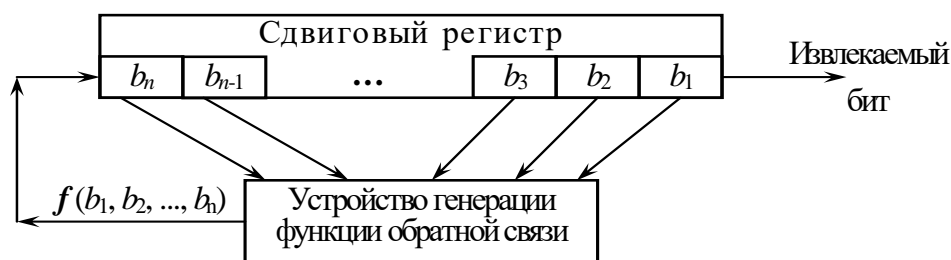 Сдвиговый регистр
bₙ bₙ₋₁ ... b₃ b₂ b₁
Извлекаемый
бит
f (b₁, b₂, ..., bₙ)
Устройство генерации
функции обратной связи